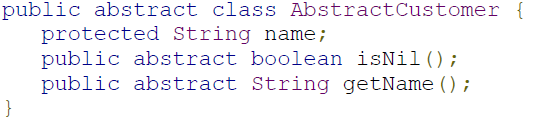 public abstract class AbstractCustomer {
   protected String name;
   public abstract boolean isNil();
   public abstract String getName();
}